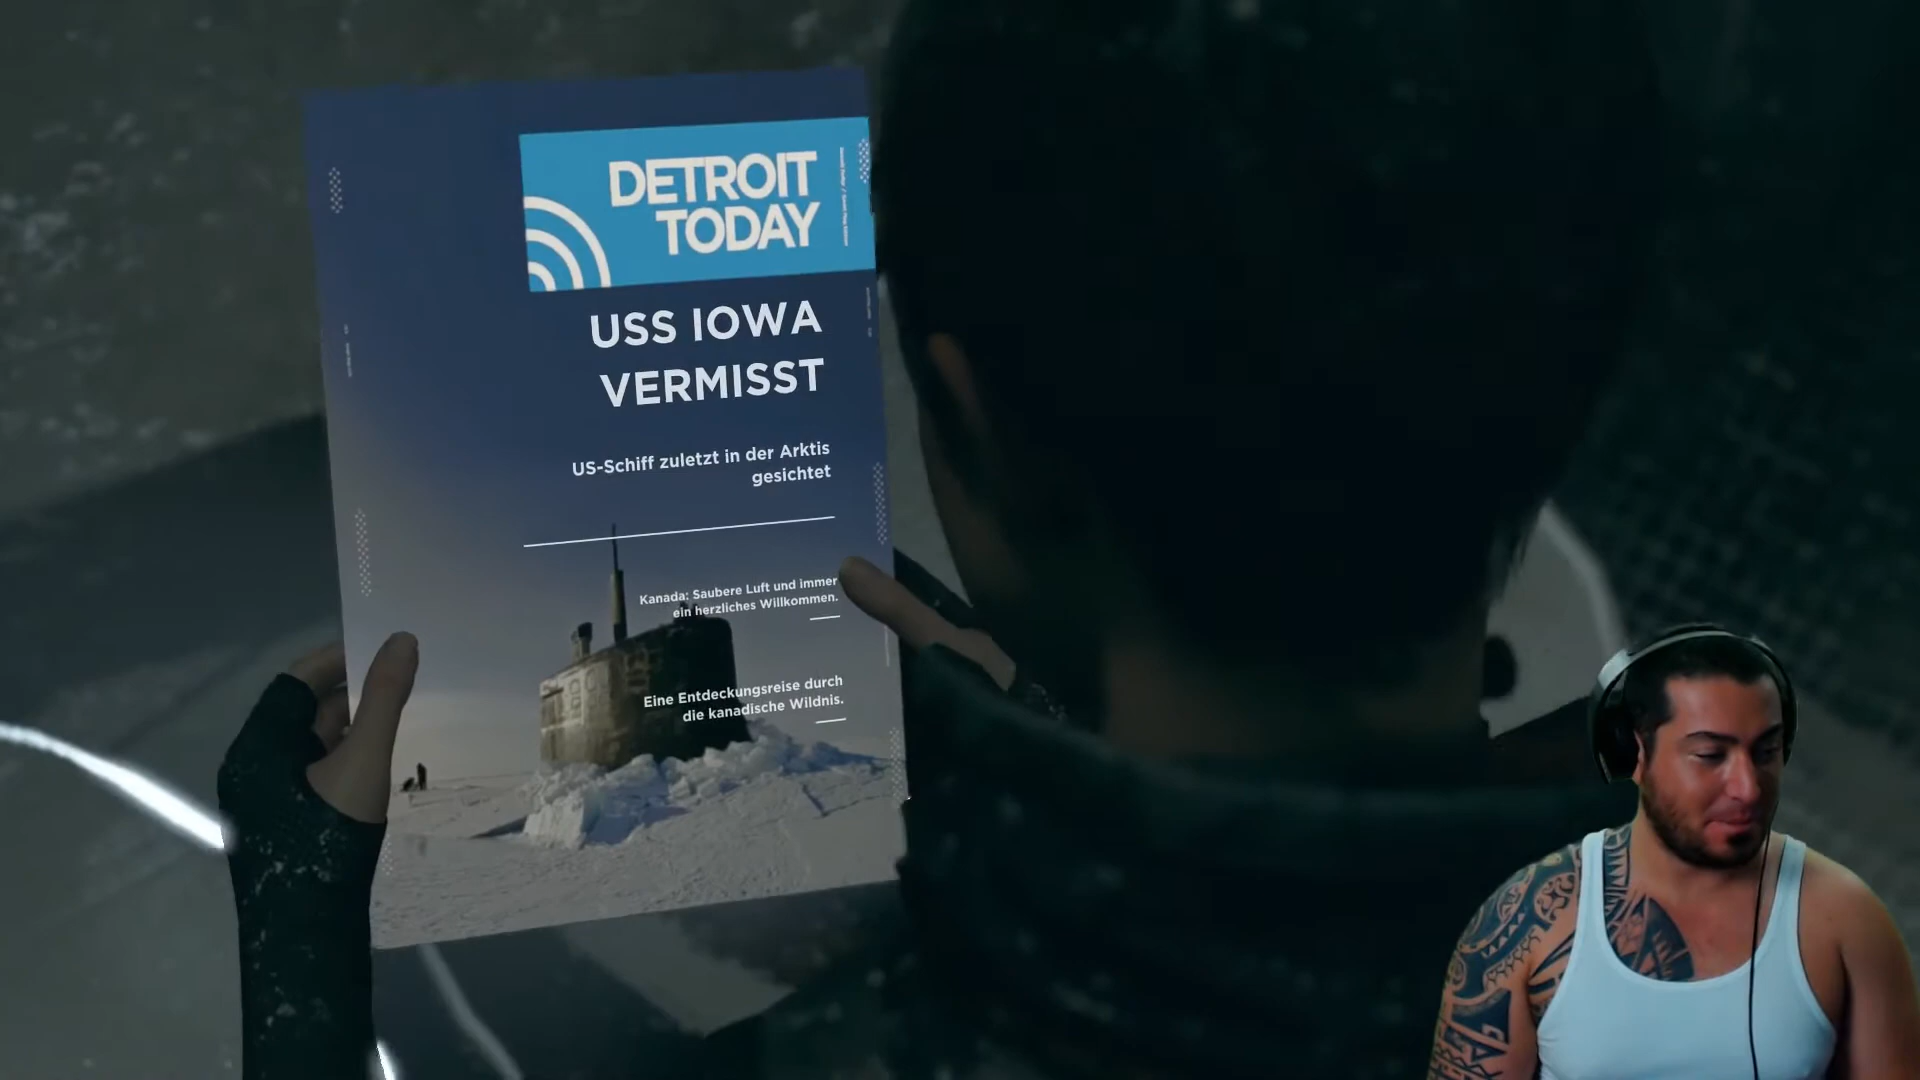 DETROIT
TODAY
USS IOWA
VERMISST
US-Schiff zuletzt in der Arktis
gesichtet
Kanada: Saubere Luft und immer
ein herzliches Willkommen.
Eine Entdeckungsreise durch
die kanadische Wildnis.